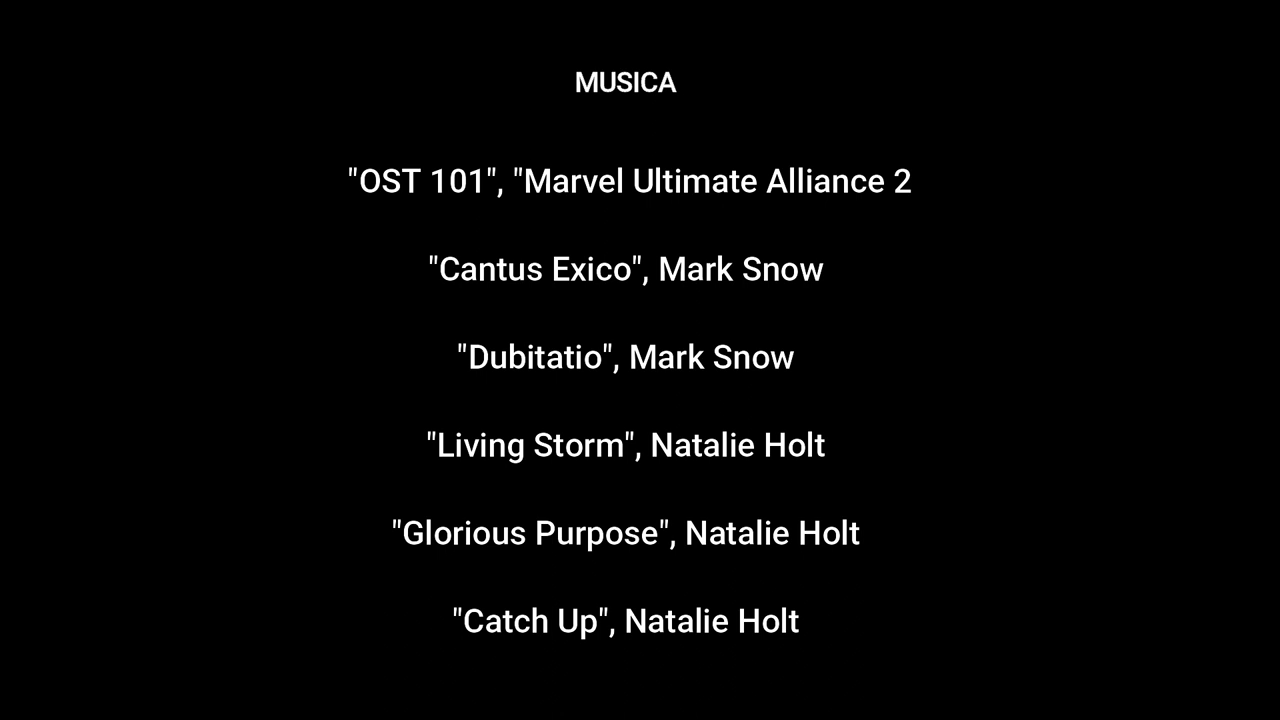 MUSICA
"OST 101", "Marvel Ultimate Alliance 2
"Cantus Exico", Mark Snow
"Dubitatio", Mark Snow
"Living Storm", Natalie Holt
"Glorious Purpose", Natalie Holt
"Catch Up", Natalie Holt